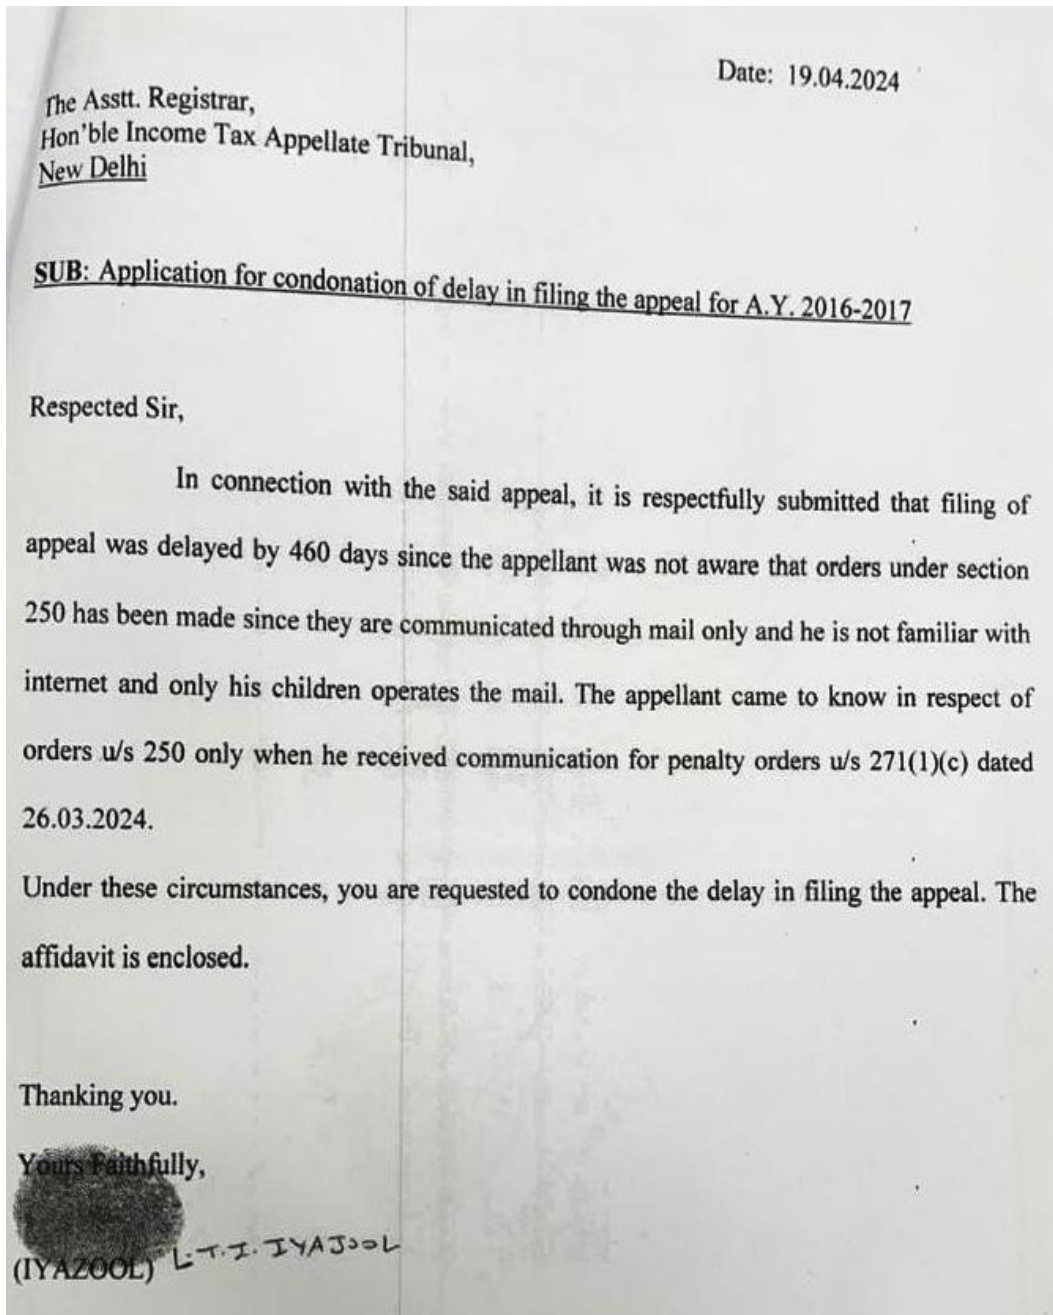 Date: 19.04.2024
The Asstt. Registrar,
Hon'ble Income Tax Appellate Tribunal,
New Delhi
SUB: Application for condonation of delay in filing the appeal for A.Y. 2016-2017
Respected Sir,
In connection with the said appeal, it is respectfully submitted that filing of
appeal was delayed by 460 days since the appellant was not aware that orders under section
250 has been made since they are communicated through mail only and he is not familiar with
internet and only his children operates the mail. The appellant came to know in respect of
orders u/s 250 only when he received communication for penalty orders u/s 271(1)(c) dated
26.03.2024.
Under these circumstances, you are requested to condone the delay in filing the appeal. The
affidavit is enclosed.
Thanking you.
Yours Faithfully,
L.T.I. IYAJOOL
(IYAZOOL)